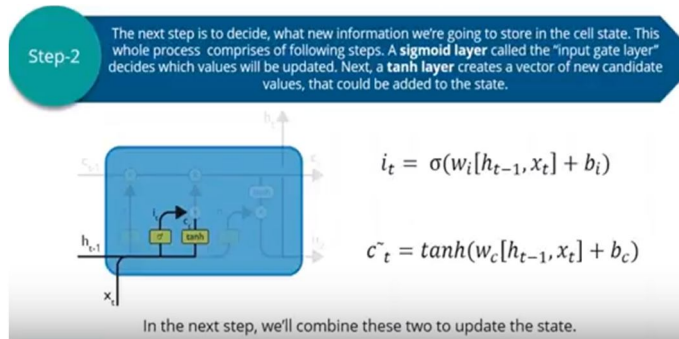 Step-2
The next step is to decide, what new information we're going to store in the cell state. This
whole process comprises of following steps. A sigmoid layer called the "input gate layer"
decides which values will be updated. Next, a tanh layer creates a vector of new candidate
values, that could be added to the state.
h
c_{t-1}
i_t = σ(w_i[h_{t-1}, x_t] + b_i)
i_t
c_t
σ tanh
h_{t-1}
c~_t = tanh(w_c[h_{t-1}, x_t] + b_c)
x_t
In the next step, we'll combine these two to update the state.